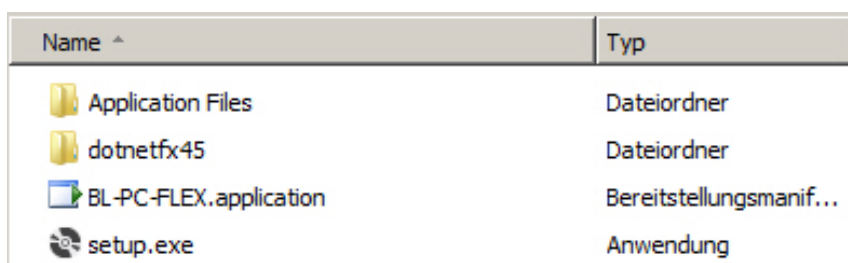 Name Typ
Application Files Dateiordner
dotnetfx45 Dateiordner
BL-PC-FLEX.application Bereitstellungsmanif...
setup.exe Anwendung